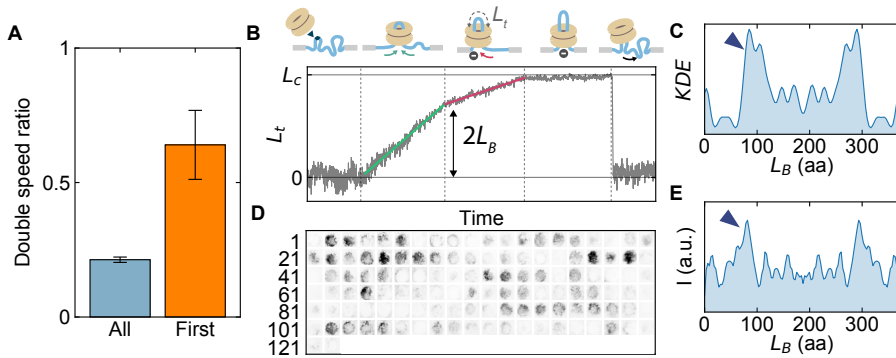 A
Double speed ratio
1
0.5
0
All
First
B
L_t
L_t
L_c
0
2L_B
Time
C
KDE
0
100
200
300
L_B (aa)
D
1
21
41
61
81
101
121
E
I (a.u.)
0
100
200
300
L_B (aa)